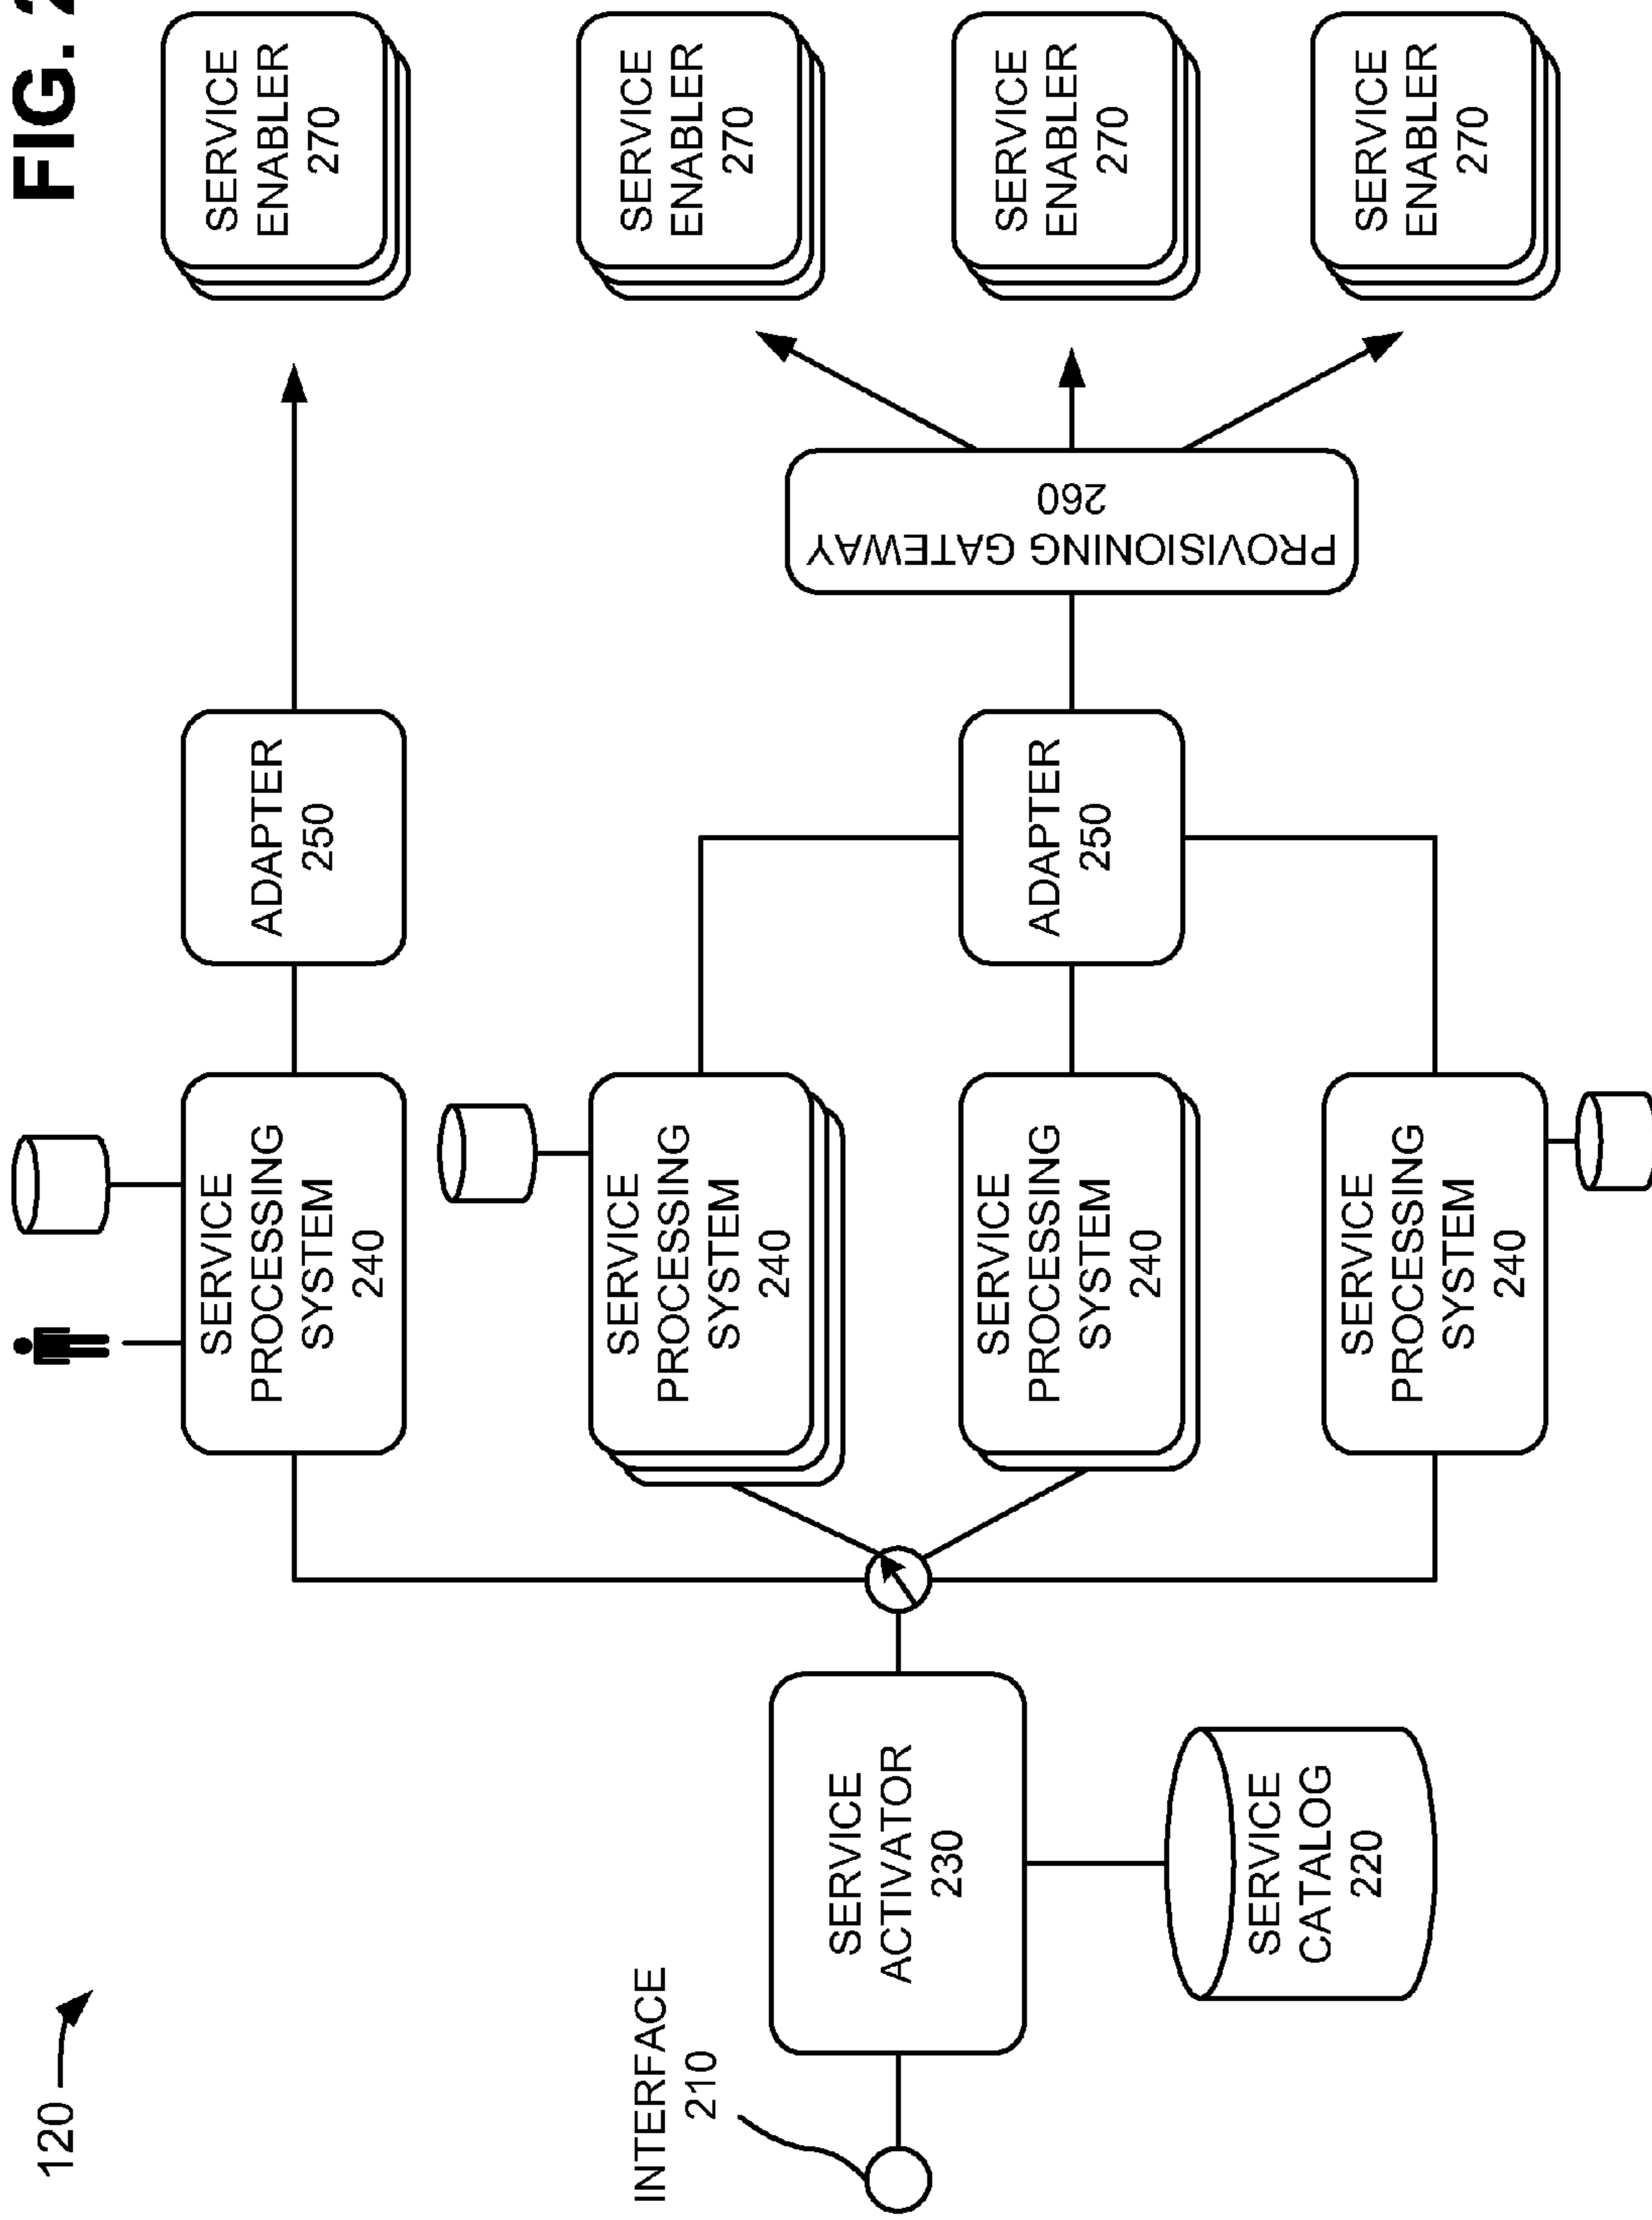 120
FIG. 2
SERVICE
PROCESSING
SYSTEM
240
ADAPTER
250
SERVICE
ENABLER
270
INTERFACE
210
SERVICE
ACTIVATOR
230
SERVICE
CATALOG
220
SERVICE
PROCESSING
SYSTEM
240
SERVICE
PROCESSING
SYSTEM
240
SERVICE
PROCESSING
SYSTEM
240
ADAPTER
250
PROVISIONING GATEWAY
260
SERVICE
ENABLER
270
SERVICE
ENABLER
270
SERVICE
ENABLER
270